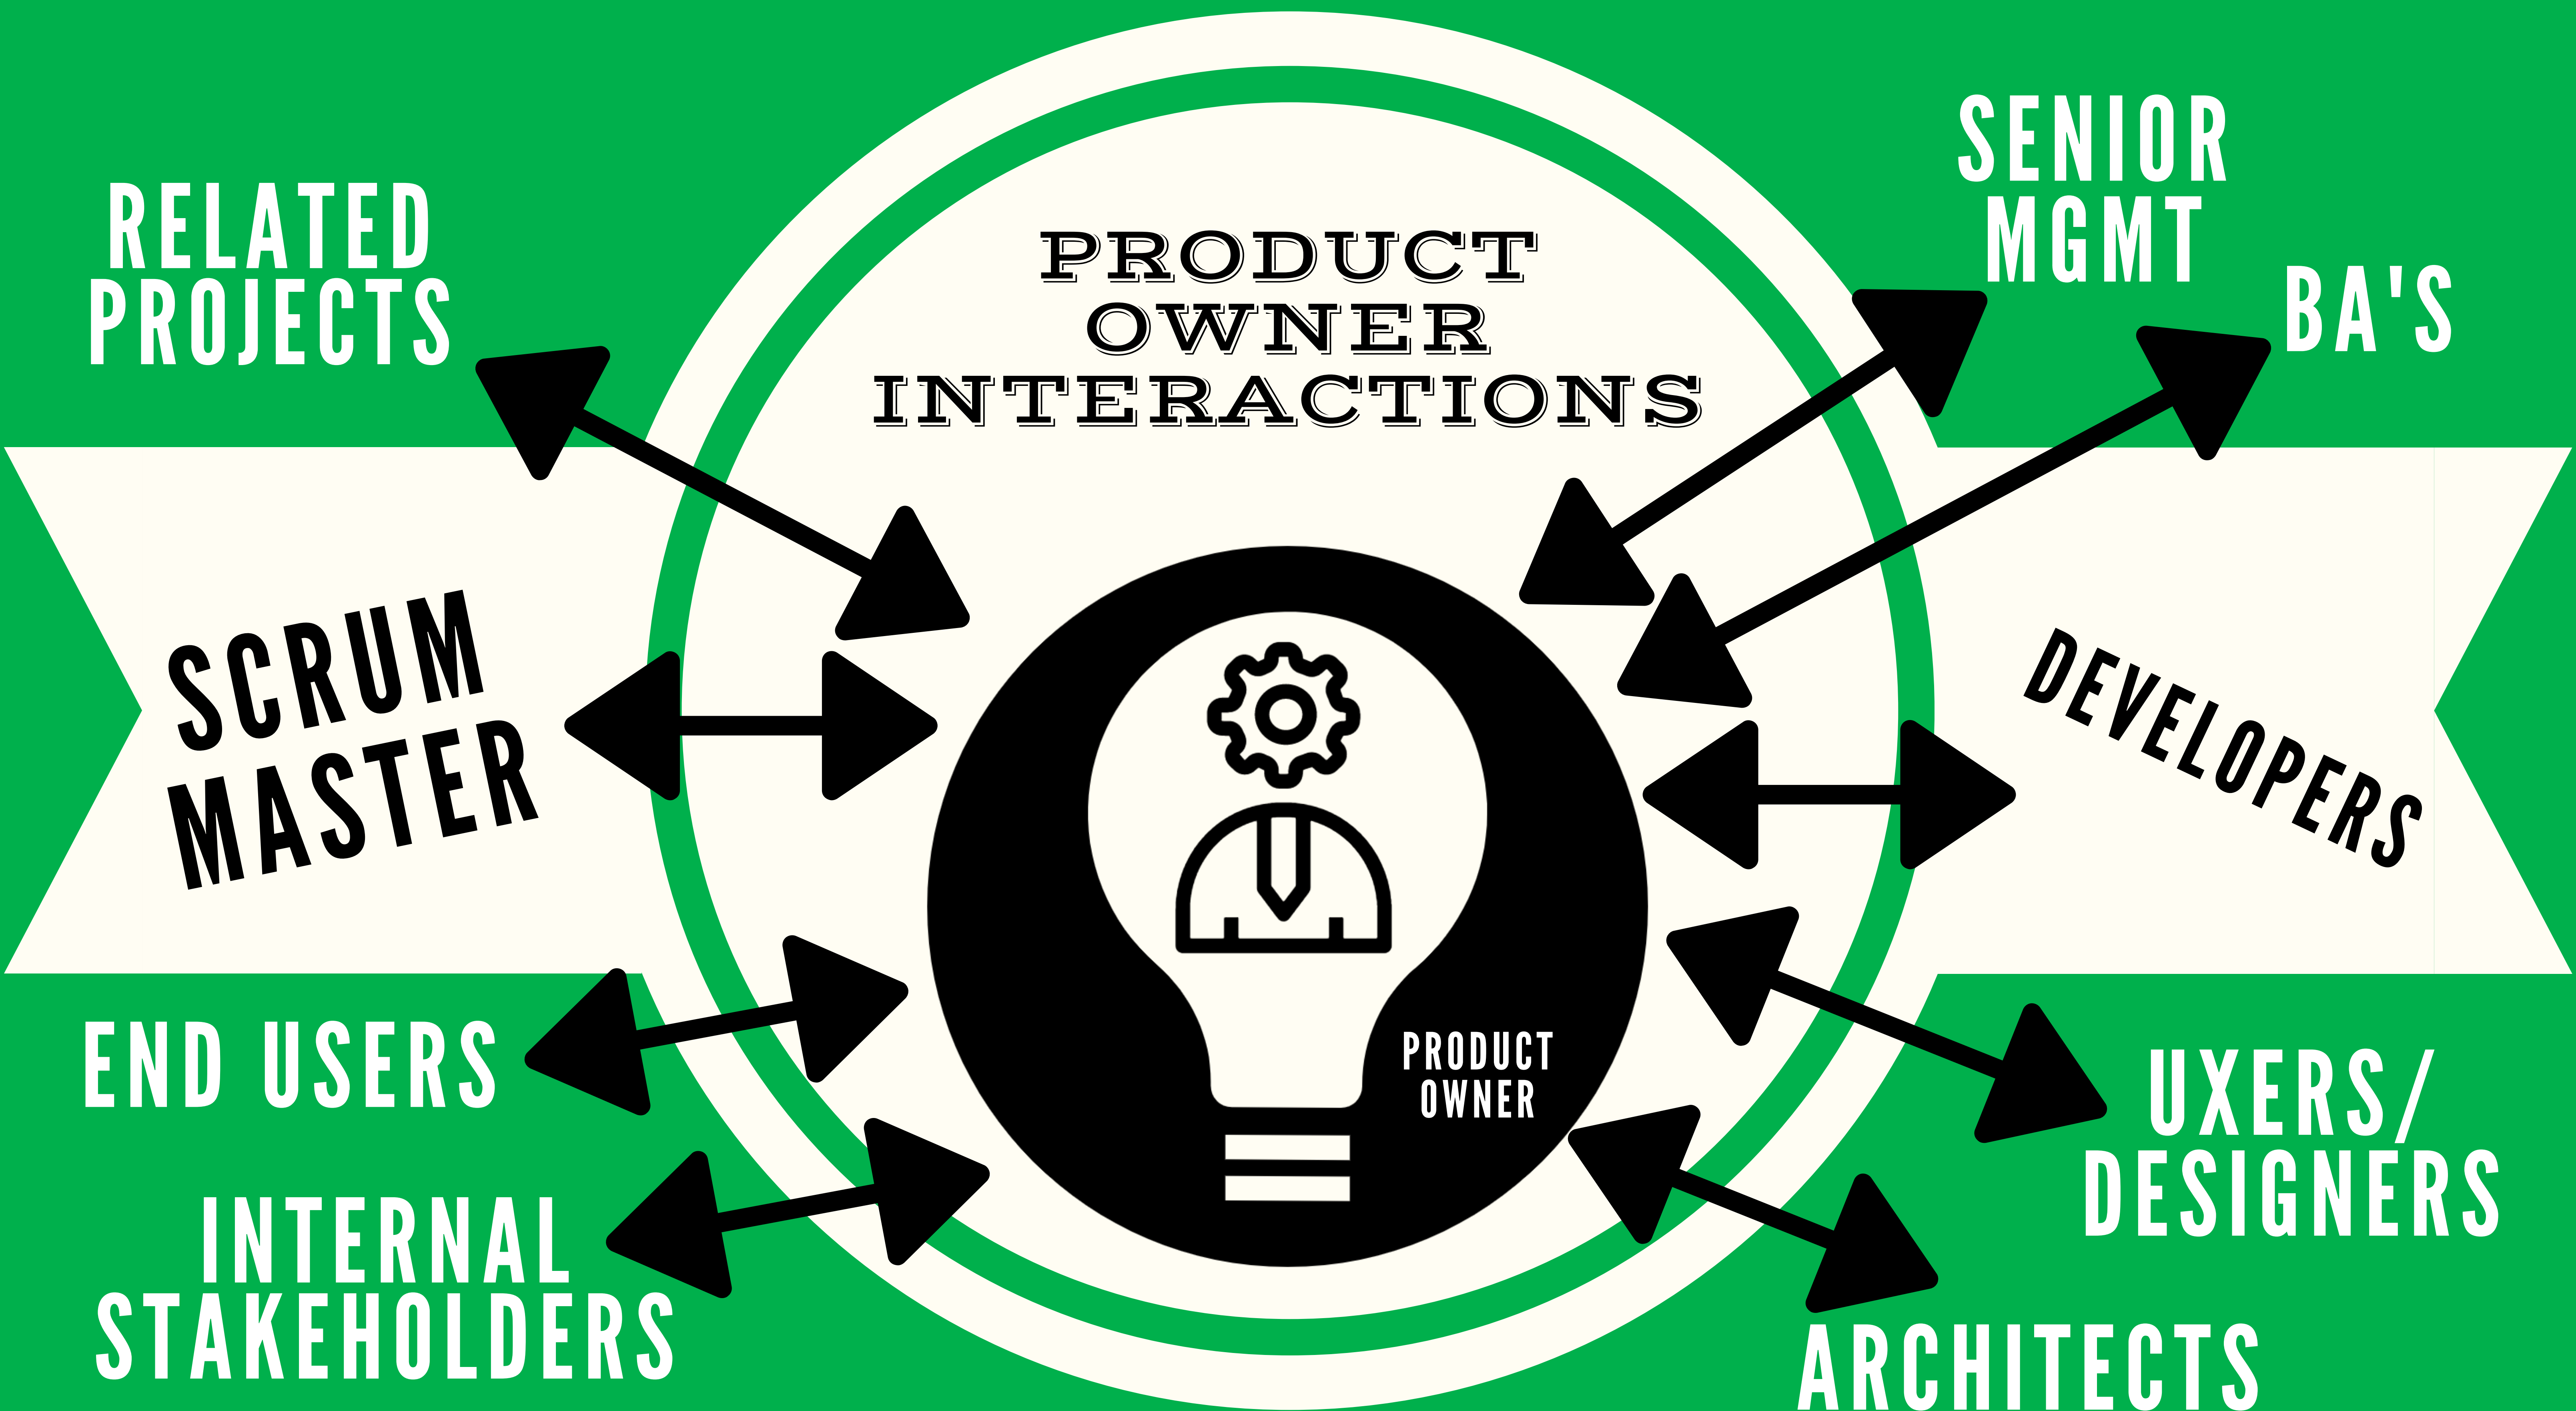 PRODUCT
OWNER
INTERACTIONS
RELATED
PROJECTS
SENIOR
MGMT
BA'S
SCRUM
MASTER
DEVELOPERS
END USERS
PRODUCT
OWNER
UXERS/
DESIGNERS
INTERNAL
STAKEHOLDERS
ARCHITECTS